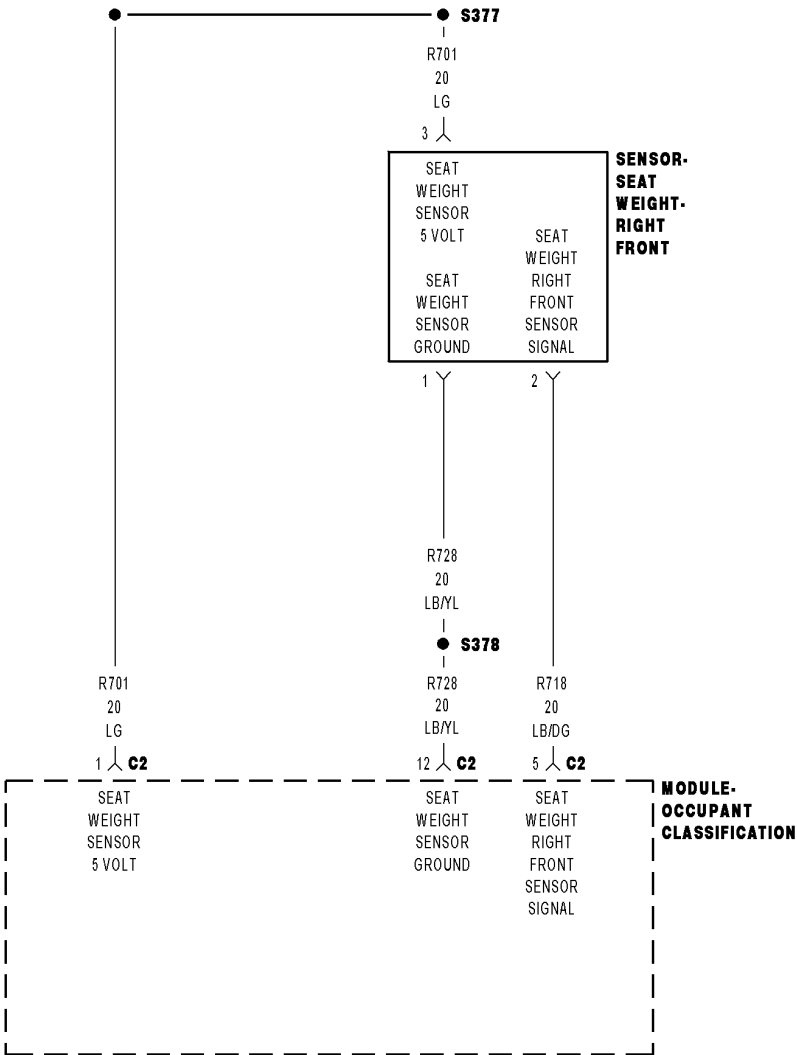 S377
R701
20
LG
3
SENSOR-
SEAT
WEIGHT-
RIGHT
FRONT
SEAT
WEIGHT
SENSOR
5 VOLT
SEAT
WEIGHT
SENSOR
GROUND
SEAT
WEIGHT
RIGHT
FRONT
SENSOR
SIGNAL
1
2
R728
20
LB/YL
S378
R701
20
LG
1 C2
R728
20
LB/YL
12 C2
R718
20
LB/DG
5 C2
MODULE-
OCCUPANT
CLASSIFICATION
SEAT
WEIGHT
SENSOR
5 VOLT
SEAT
WEIGHT
SENSOR
GROUND
SEAT
WEIGHT
RIGHT
FRONT
SENSOR
SIGNAL